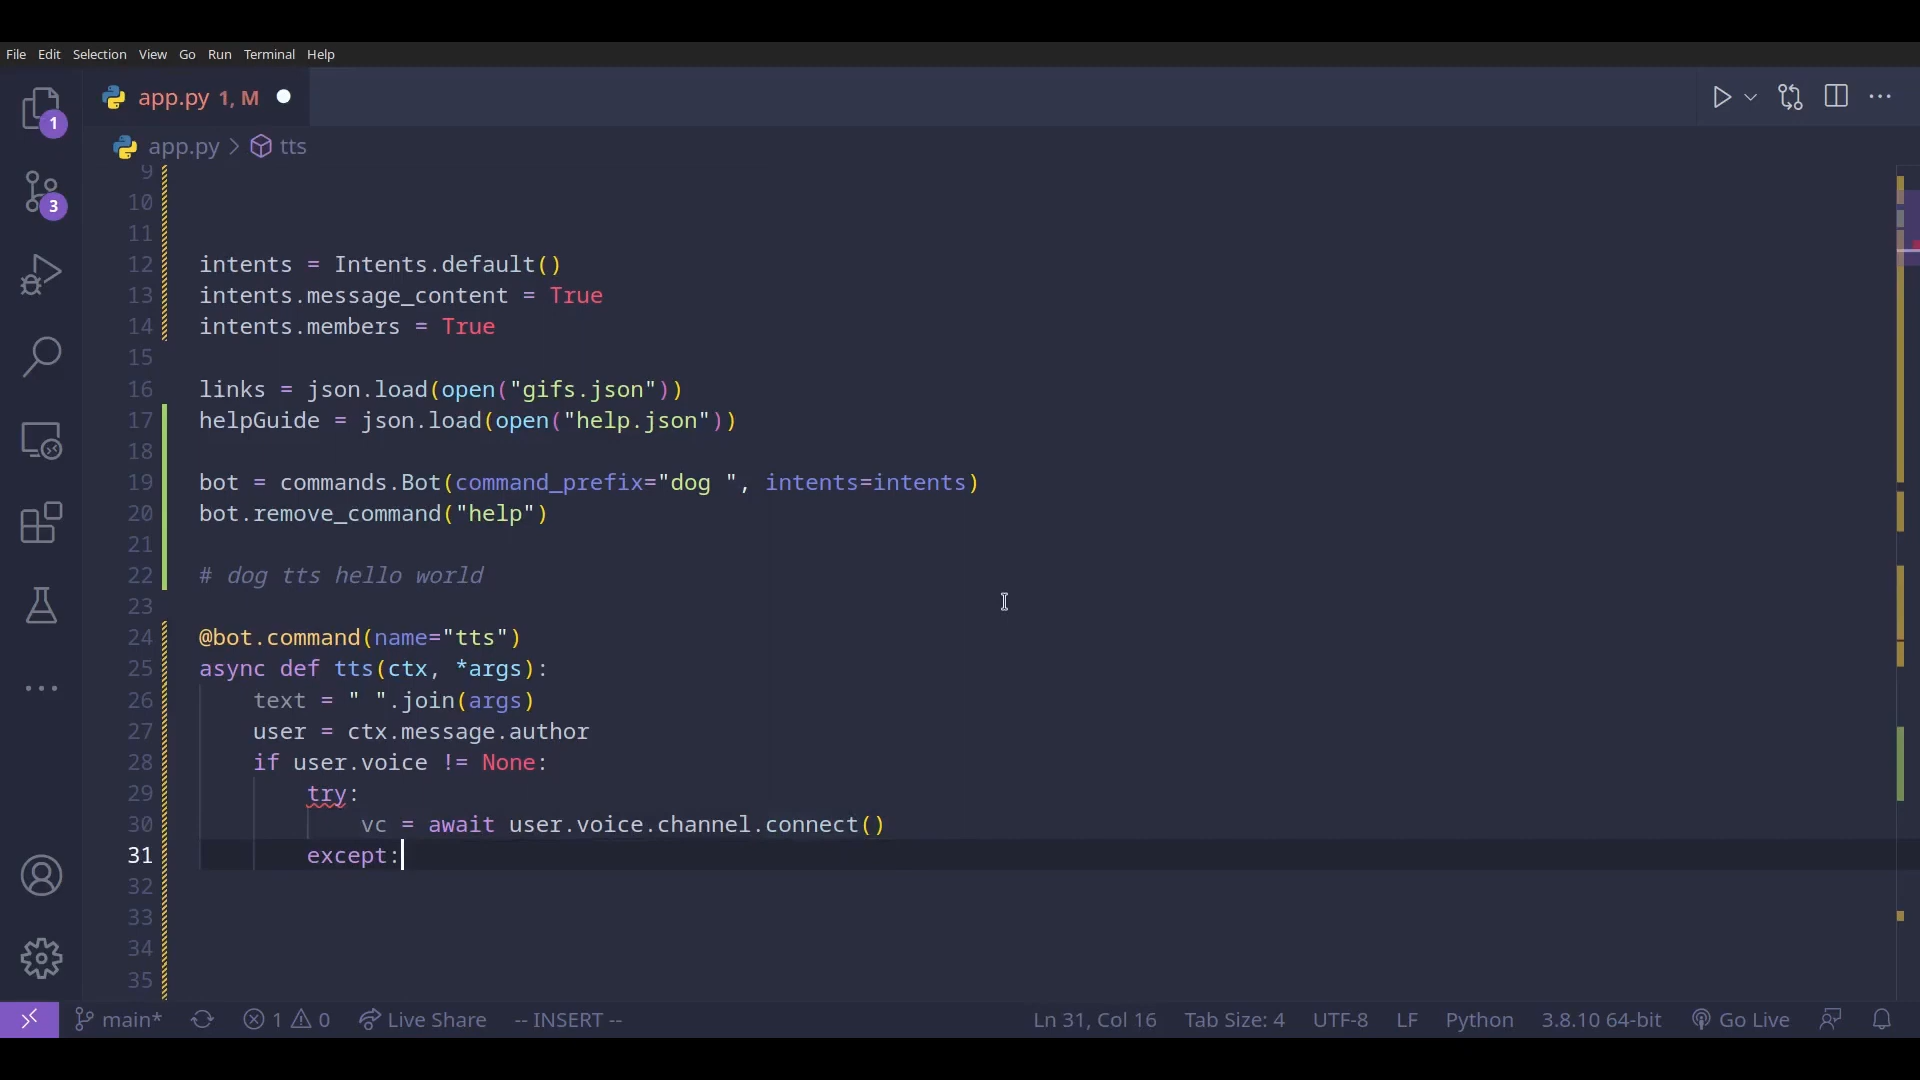 File Edit Selection View Go Run Terminal Help
1
app.py 1, M
app.py > tts
3
9
10
11
12 intents = Intents.default()
13 intents.message_content = True
14 intents.members = True
15
16 links = json.load(open("gifs.json"))
17 helpGuide = json.load(open("help.json"))
18
19 bot = commands.Bot(command_prefix="dog ", intents=intents)
20 bot.remove_command("help")
21
22 # dog tts hello world
23
24 @bot.command(name="tts")
25 async def tts(ctx, *args):
26     text = " ".join(args)
27     user = ctx.message.author
28     if user.voice != None:
29         try:
30             vc = await user.voice.channel.connect()
31         except:
32
33
34
35
main* 1 0 Live Share -- INSERT -- Ln 31, Col 16 Tab Size: 4 UTF-8 LF Python 3.8.10 64-bit Go Live